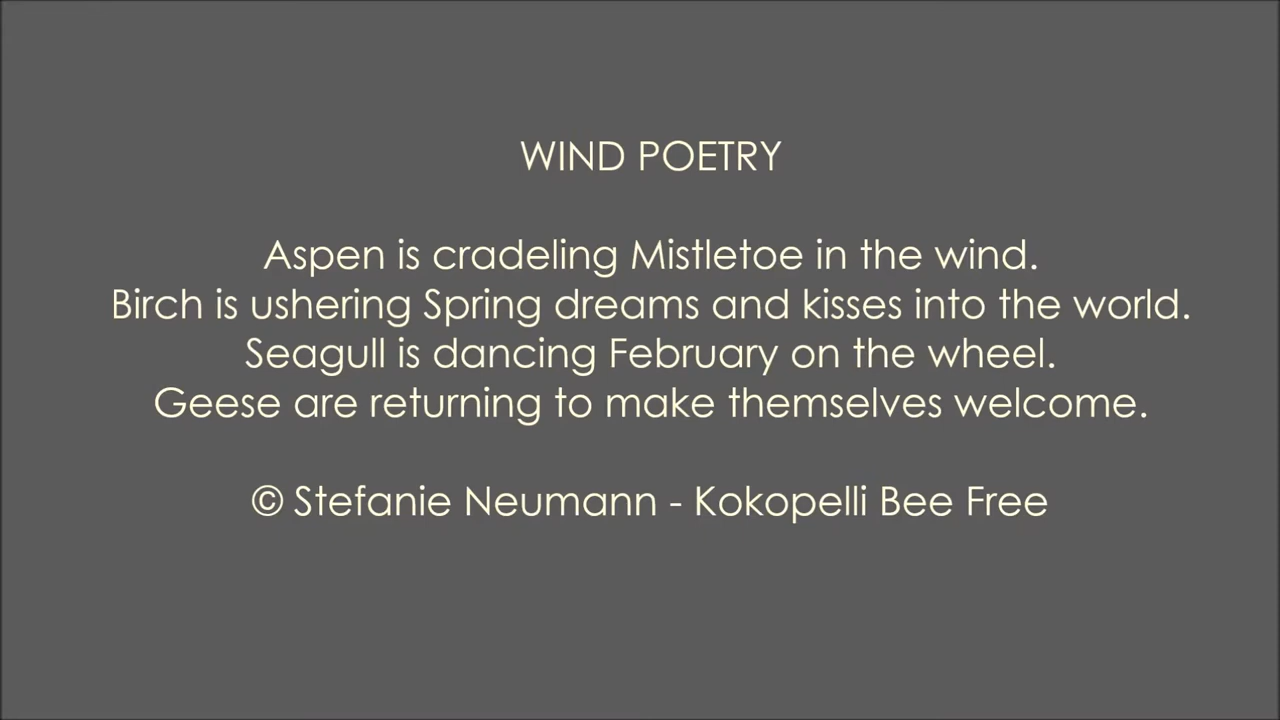 WIND POETRY
Aspen is cradeling Mistletoe in the wind.
Birch is ushering Spring dreams and kisses into the world.
Seagull is dancing February on the wheel.
Geese are returning to make themselves welcome.
© Stefanie Neumann - Kokopelli Bee Free